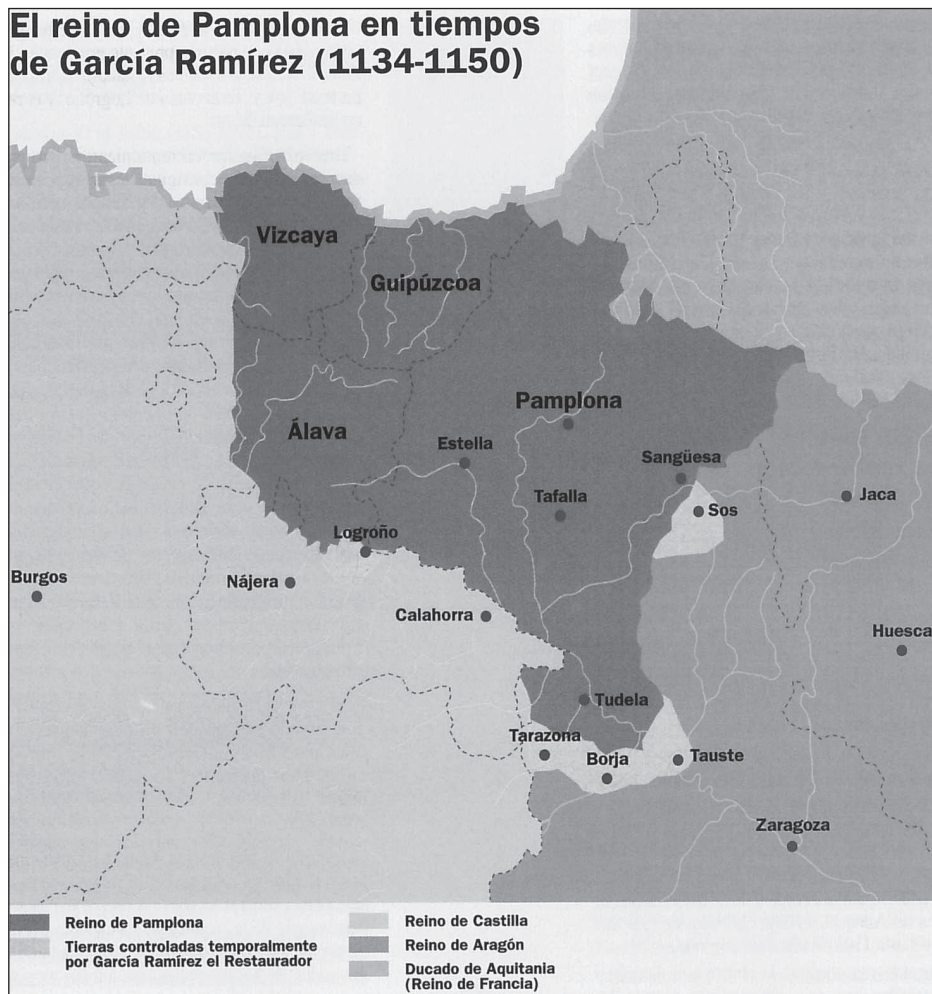 El reino de Pamplona en tiempos
de García Ramírez (1134-1150)
Vizcaya
Guipúzcoa
Álava
Pamplona
Estella
Sangüesa
Tafalla
Sos
Jaca
Logroño
Burgos
Nájera
Calahorra
Huesca
Tudela
Tarazona
Borja
Tauste
Zaragoza
Reino de Pamplona
Tierras controladas temporalmente
por García Ramírez el Restaurador
Reino de Castilla
Reino de Aragón
Ducado de Aquitania
(Reino de Francia)